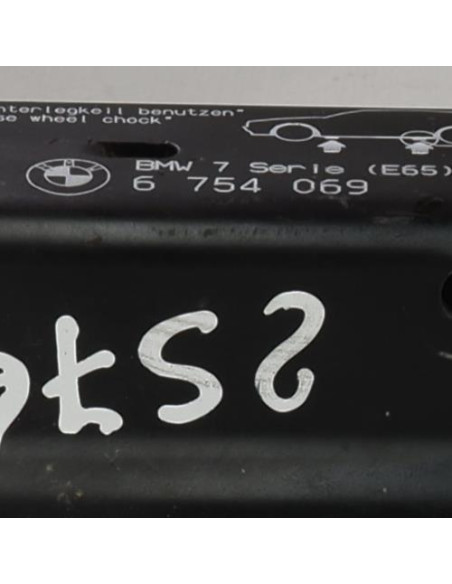 nterlegkeil benutzen"
se wheel chock"
BMW 7 Serie (E65)
6 754 069